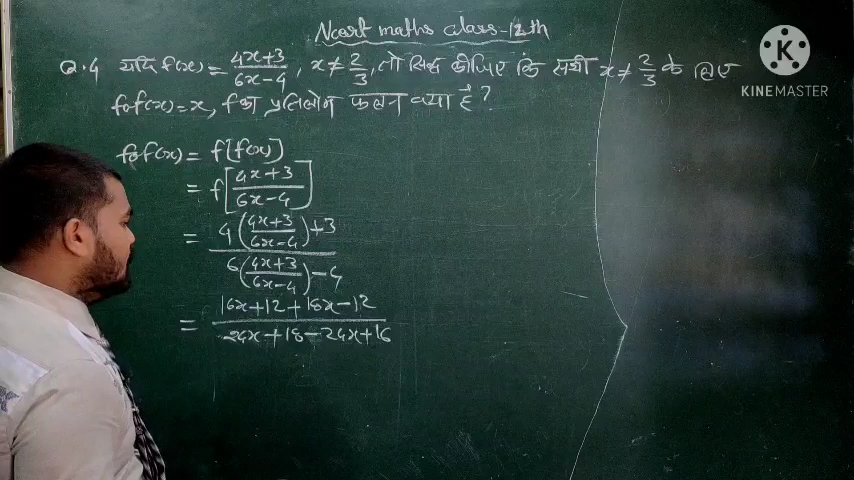 Ncert maths class-12th
Q.4 यदि f(x) = 4x+3/6x-4, x ≠ 2/3, तो सिद्ध कीजिए कि सभी x ≠ 2/3 के लिए
fof(x) = x, f का प्रतिलोम फलन क्या है?
fof(x) = f[f(x)]
= f[4x+3/6x-4]
= 4(4x+3/6x-4)+3 / 6(4x+3/6x-4)-4
= 16x+12+18x-12 / 24x+18-24x+16
KINEMASTER